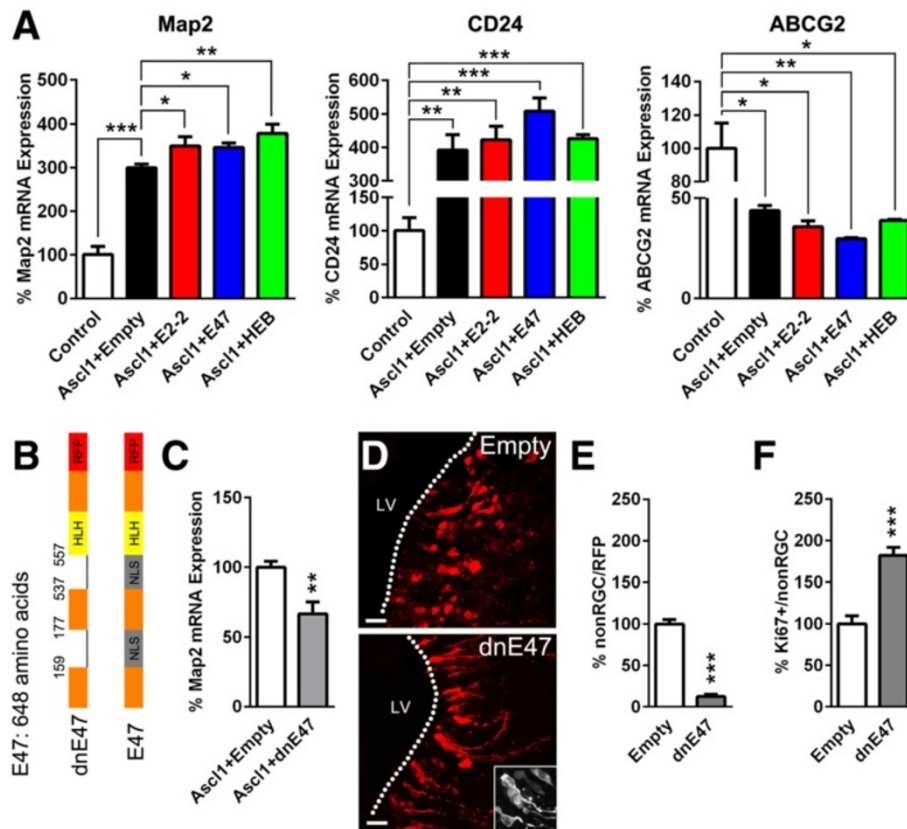 A
Map2
% Map2 mRNA Expression
500
400
300
200
100
0
***
*
*
**
Control
Ascl1+Empty
Ascl1+E2-2
Ascl1+E47
Ascl1+HEB
CD24
% CD24 mRNA Expression
600
500
400
300
150
100
50
0
**
**
***
***
Control
Ascl1+Empty
Ascl1+E2-2
Ascl1+E47
Ascl1+HEB
ABCG2
% ABCG2 mRNA Expression
120
100
80
50
0
*
*
**
*
Control
Ascl1+Empty
Ascl1+E2-2
Ascl1+E47
Ascl1+HEB
B
E47: 648 amino acids
159
177
537
557
HLH
RFP
dnE47
NLS
NLS
HLH
RFP
E47
C
% Map2 mRNA Expression
150
100
50
0
**
Ascl1+Empty
Ascl1+dnE47
D
Empty
LV
dnE47
LV
E
% nonRGC/RFP
250
200
150
100
50
0
***
Empty
dnE47
F
% Ki67+/nonRGC
250
200
150
100
50
0
***
Empty
dnE47